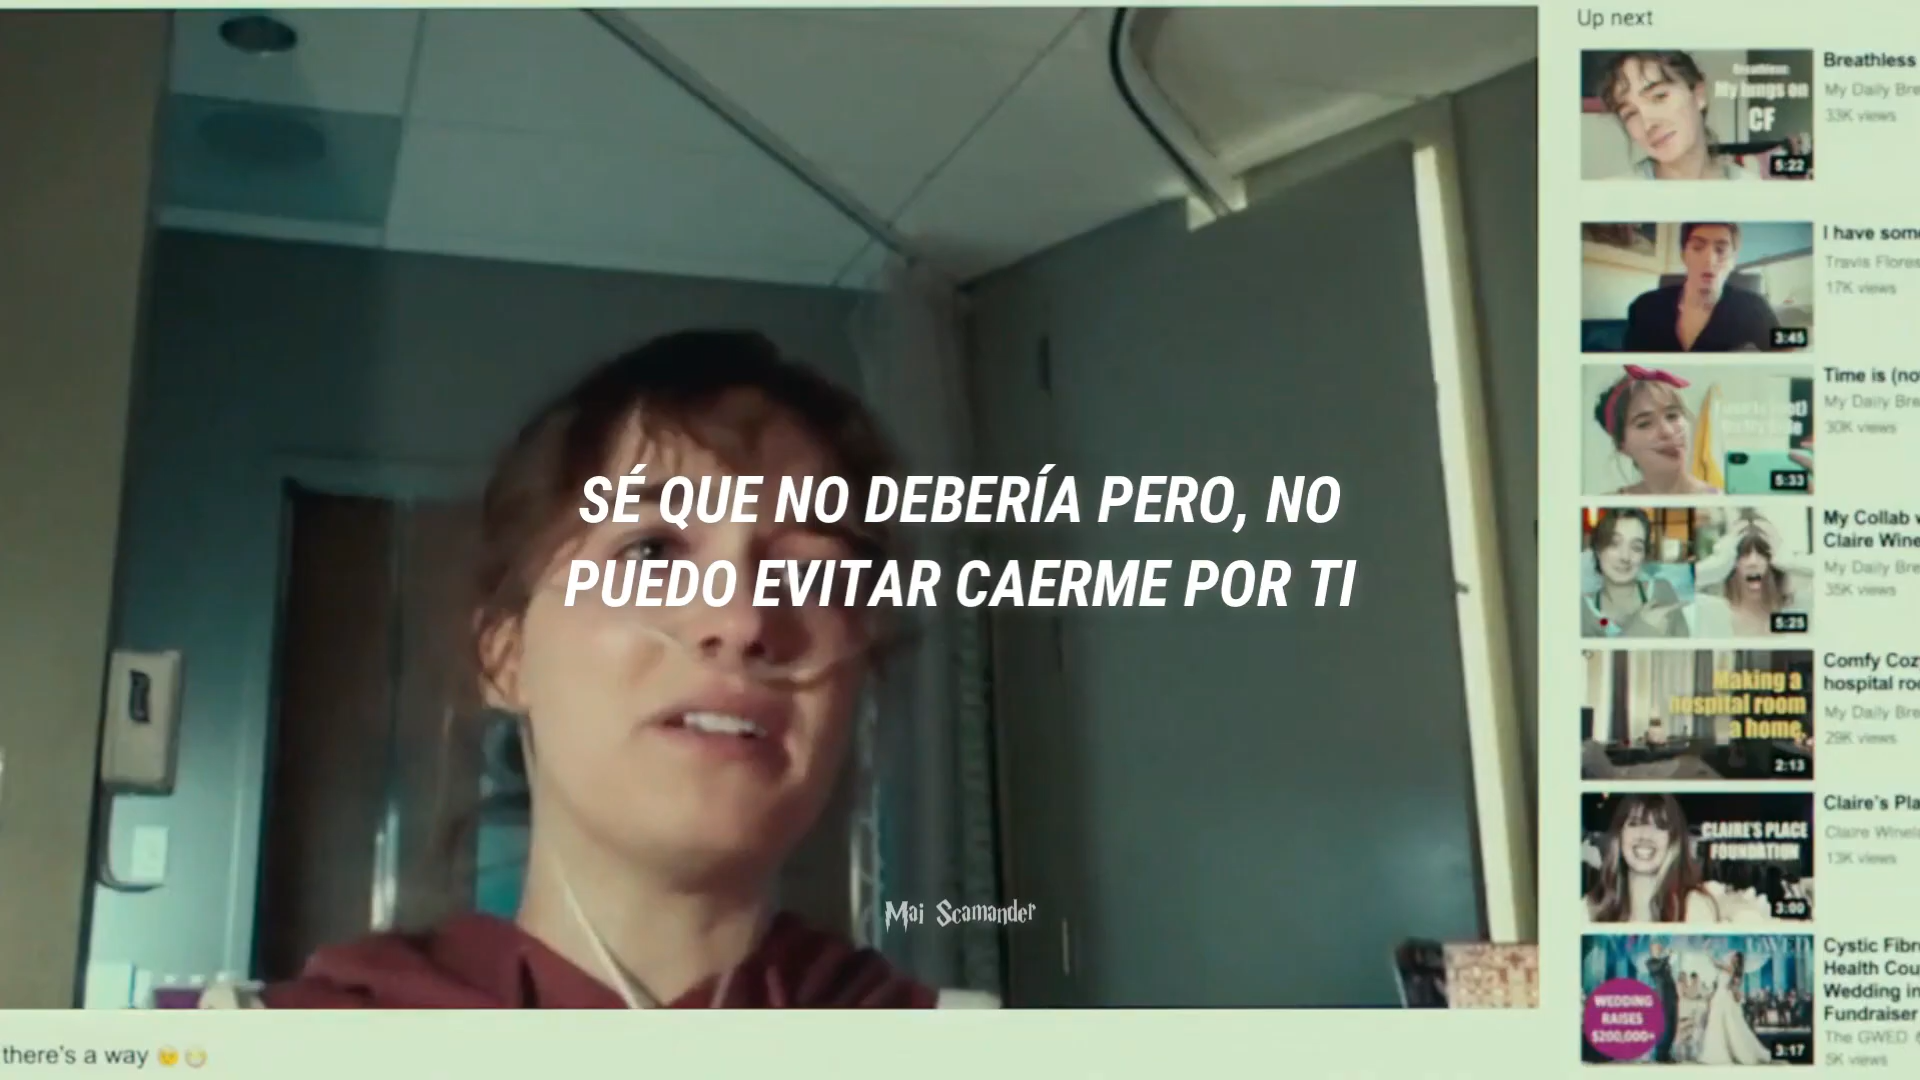 Up next
Breathless
My lungs on
CF
5:22
Breathless
My Daily Bre
33K views
3:45
I have som
Travis Flores
17K views
5:33
Time is (not
My Daily Bre
30K views
5:25
My Collab
Claire Wine
My Daily Bre
35K views
Making a
hospital room
a home.
2:13
Comfy Coz
hospital roo
My Daily Bre
29K views
CLAIRE'S PLACE
FOUNDATION
3:00
Claire's Pla
Claire Winela
13K views
GWED
WEDDING
RAISES
$200,000+
3:17
Cystic Fibr
Health Cou
Wedding in
Fundraiser
The GWED
5K views
SÉ QUE NO DEBERÍA PERO, NO
PUEDO EVITAR CAERME POR TI
Mai Scamander
there's a way 😉😁